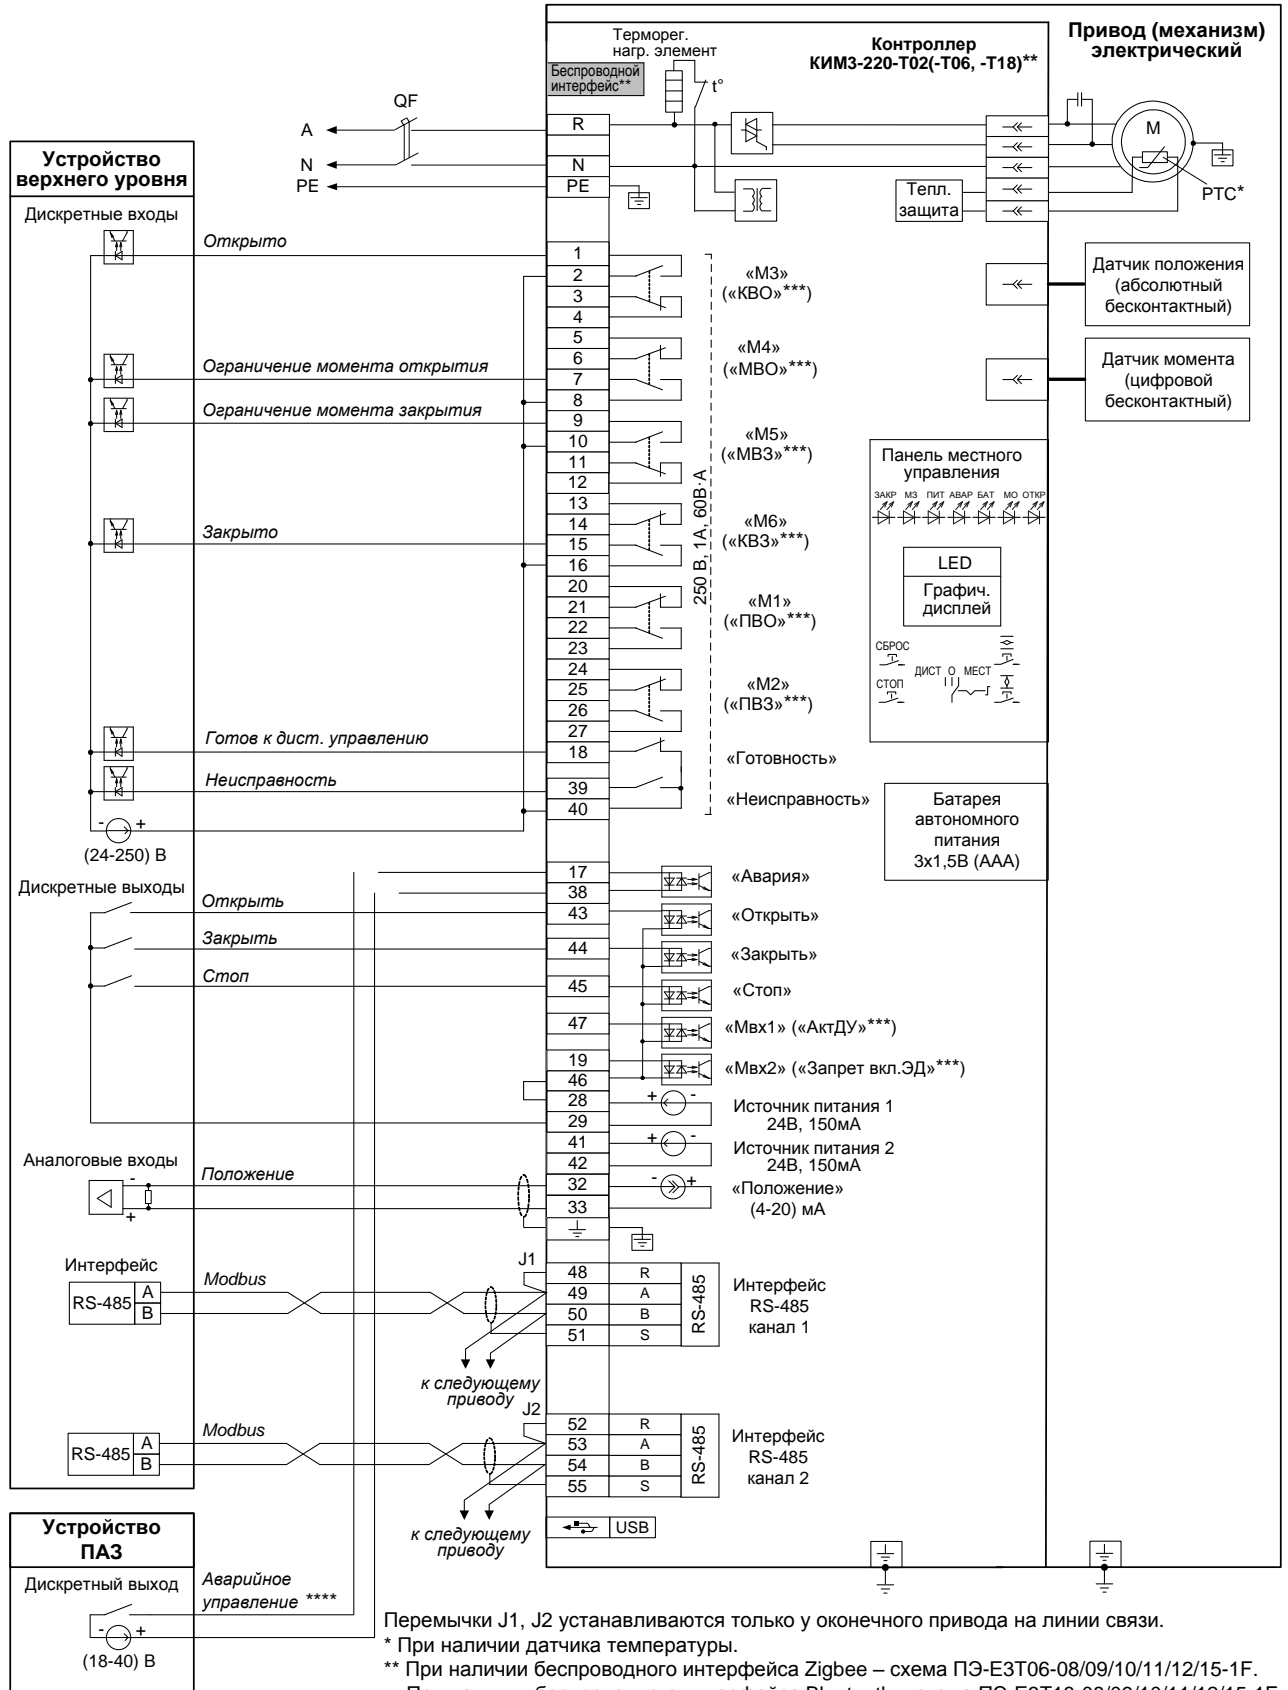 Привод (механизм)
электрический
Контроллер
КИМ3-220-Т02(-Т06, -Т18)**
Терморег.
нагр. элемент
Беспроводной
интерфейс**
t°
QF
A
N
PE
R
N
PE
M
PTC*
Тепл.
защита
Устройство
верхнего уровня
Дискретные входы
Открыто
1
2
3
4
«М3»
(«КВО»***)
Датчик положения
(абсолютный
бесконтактный)
5
6
7
8
«М4»
(«МВО»***)
Ограничение момента открытия
Датчик момента
(цифровой
бесконтактный)
Ограничение момента закрытия
9
10
11
12
«М5»
(«МВЗ»***)
Панель местного
управления
ЗАКР МЗ ПИТ АВАР БАТ МО ОТКР
Закрыто
13
14
15
16
«М6»
(«КВЗ»***)
250 В, 1А, 60В·А
LED
Графич.
дисплей
20
21
22
23
«М1»
(«ПВО»***)
СБРОС
СТОП
ДИСТ О МЕСТ
24
25
26
27
«М2»
(«ПВЗ»***)
Готов к дист. управлению
18
«Готовность»
Неисправность
39
40
«Неисправность»
- +
(24-250) В
Батарея
автономного
питания
3х1,5В (ААА)
Дискретные выходы
17
38
«Авария»
Открыть
43
«Открыть»
Закрыть
44
«Закрыть»
Стоп
45
«Стоп»
47
«Мвх1» («АктДУ»***)
19
46
«Мвх2» («Запрет вкл.ЭД»***)
28
29
+ -
Источник питания 1
24В, 150мА
41
42
+ -
Источник питания 2
24В, 150мА
Аналоговые входы
-
+
Положение
32
33
- +
«Положение»
(4-20) мА
Интерфейс
RS-485
A
B
Modbus
J1
48 R
49 A
50 B
51 S
RS-485
Интерфейс
RS-485
канал 1
к следующему
приводу
RS-485
A
B
Modbus
J2
52 R
53 A
54 B
55 S
RS-485
Интерфейс
RS-485
канал 2
к следующему
приводу
USB
Устройство
ПАЗ
Дискретный выход
Аварийное
управление ****
- +
(18-40) В
Перемычки J1, J2 устанавливаются только у оконечного привода на линии связи.
* При наличии датчика температуры.
** При наличии беспроводного интерфейса Zigbee – схема ПЭ-Е3Т06-08/09/10/11/12/15-1F.